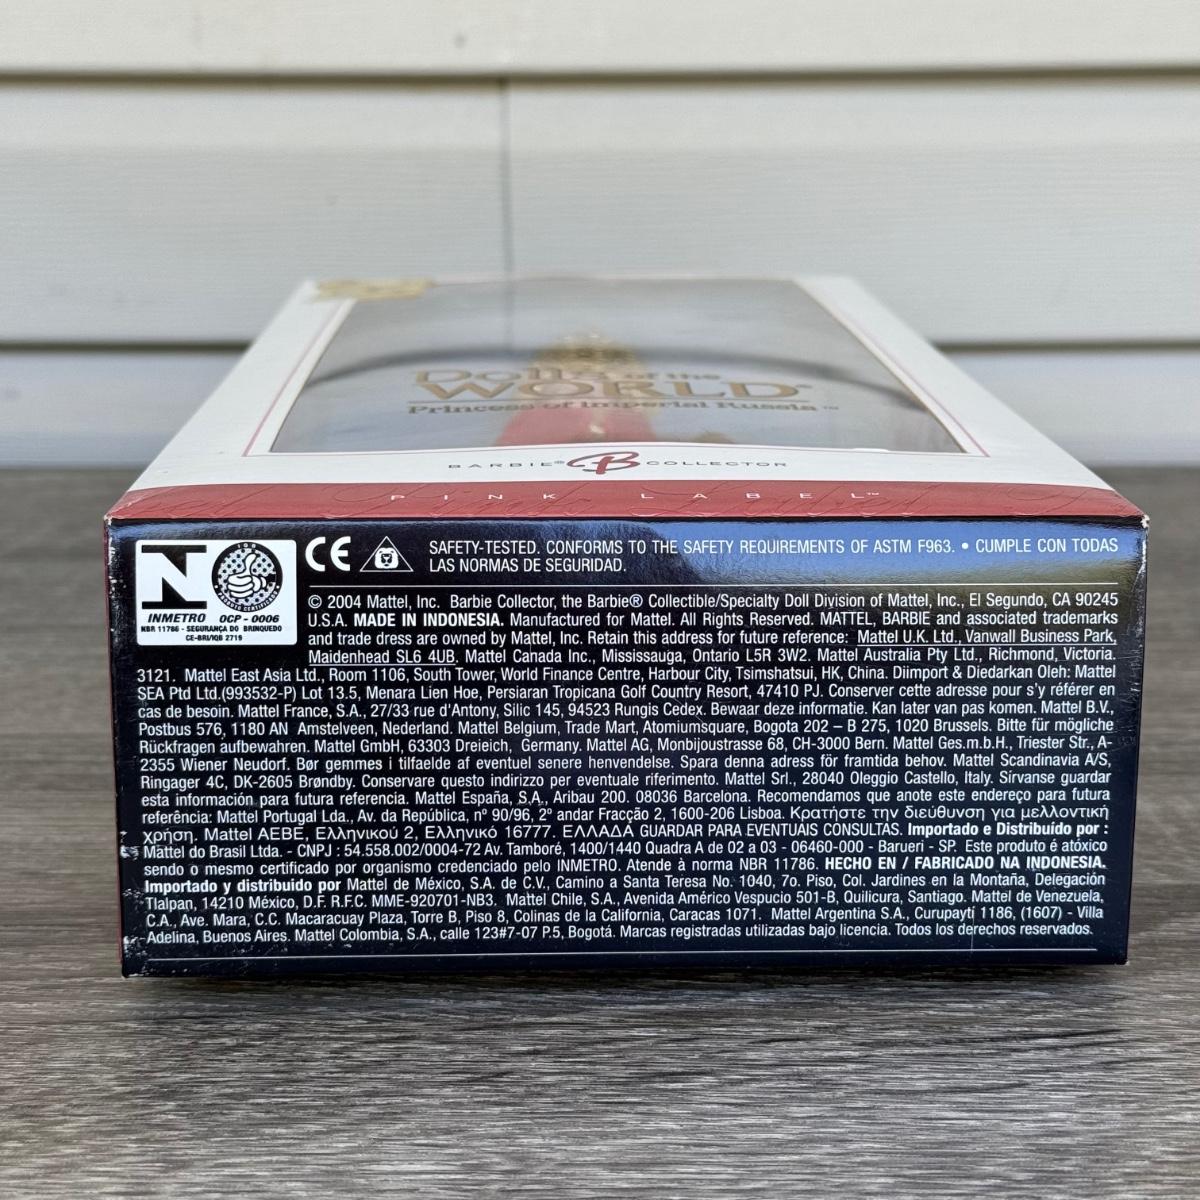 Dolls of the
WORLD®
Princess of Imperial Russia™
BARBIE® B COLLECTOR
PINK LABEL™
INMETRO OCP - 0006
NBR 11786 - SEGURANÇA DO BRINQUEDO
CE-BRI/IQB 2719
CE
SAFETY-TESTED. CONFORMS TO THE SAFETY REQUIREMENTS OF ASTM F963. • CUMPLE CON TODAS
LAS NORMAS DE SEGURIDAD.
© 2004 Mattel, Inc. Barbie Collector, the Barbie® Collectible/Specialty Doll Division of Mattel, Inc., El Segundo, CA 90245
U.S.A. MADE IN INDONESIA. Manufactured for Mattel. All Rights Reserved. MATTEL, BARBIE and associated trademarks
and trade dress are owned by Mattel, Inc. Retain this address for future reference: Mattel U.K. Ltd., Vanwall Business Park,
Maidenhead SL6 4UB. Mattel Canada Inc., Mississauga, Ontario L5R 3W2. Mattel Australia Pty Ltd., Richmond, Victoria.
3121. Mattel East Asia Ltd., Room 1106, South Tower, World Finance Centre, Harbour City, Tsimshatsui, HK, China. Diimport & Diedarkan Oleh: Mattel
SEA Ptd Ltd.(993532-P) Lot 13.5, Menara Lien Hoe, Persiaran Tropicana Golf Country Resort, 47410 PJ. Conserver cette adresse pour s'y référer en
cas de besoin. Mattel France, S.A., 27/33 rue d'Antony, Silic 145, 94523 Rungis Cedex. Bewaar deze informatie. Kan later van pas komen. Mattel B.V.,
Postbus 576, 1180 AN Amstelveen, Nederland. Mattel Belgium, Trade Mart, Atomiumsquare, Bogota 202 – B 275, 1020 Brussels. Bitte für mögliche
Rückfragen aufbewahren. Mattel GmbH, 63303 Dreieich, Germany. Mattel AG, Monbijoustrasse 68, CH-3000 Bern. Mattel Ges.m.b.H., Triester Str., A-
2355 Wiener Neudorf. Bør gemmes i tilfaelde af eventuel senere henvendelse. Spara denna adress för framtida behov. Mattel Scandinavia A/S,
Ringager 4C, DK-2605 Brøndby. Conservare questo indirizzo per eventuale riferimento. Mattel Srl., 28040 Oleggio Castello, Italy. Sírvanse guardar
esta información para futura referencia. Mattel España, S.A., Aribau 200. 08036 Barcelona. Recomendamos que anote este endereço para futura
referência: Mattel Portugal Lda., Av. da República, nº 90/96, 2º andar Fracção 2, 1600-206 Lisboa. Κρατήστε την διεύθυνση για μελλοντική
χρήση. Mattel AEBE, Ελληνικού 2, Ελληνικό 16777. ΕΛΛΑΔΑ GUARDAR PARA EVENTUAIS CONSULTAS. Importado e Distribuído por :
Mattel do Brasil Ltda. - CNPJ : 54.558.002/0004-72 Av. Tamboré, 1400/1440 Quadra A de 02 a 03 - 06460-000 - Barueri - SP. Este produto é atóxico
sendo o mesmo certificado por organismo credenciado pelo INMETRO. Atende à norma NBR 11786. HECHO EN / FABRICADO NA INDONESIA.
Importado y distribuido por Mattel de México, S.A. de C.V., Camino a Santa Teresa No. 1040, 7o. Piso, Col. Jardines en la Montaña, Delegación
Tlalpan, 14210 México, D.F. R.F.C. MME-920701-NB3. Mattel Chile, S.A., Avenida Américo Vespucio 501-B, Quilicura, Santiago. Mattel de Venezuela,
C.A., Ave. Mara, C.C. Macaracuay Plaza, Torre B, Piso 8, Colinas de la California, Caracas 1071. Mattel Argentina S.A., Curupayti 1186, (1607) - Villa
Adelina, Buenos Aires. Mattel Colombia, S.A., calle 123#7-07 P.5, Bogotá. Marcas registradas utilizadas bajo licencia. Todos los derechos reservados.